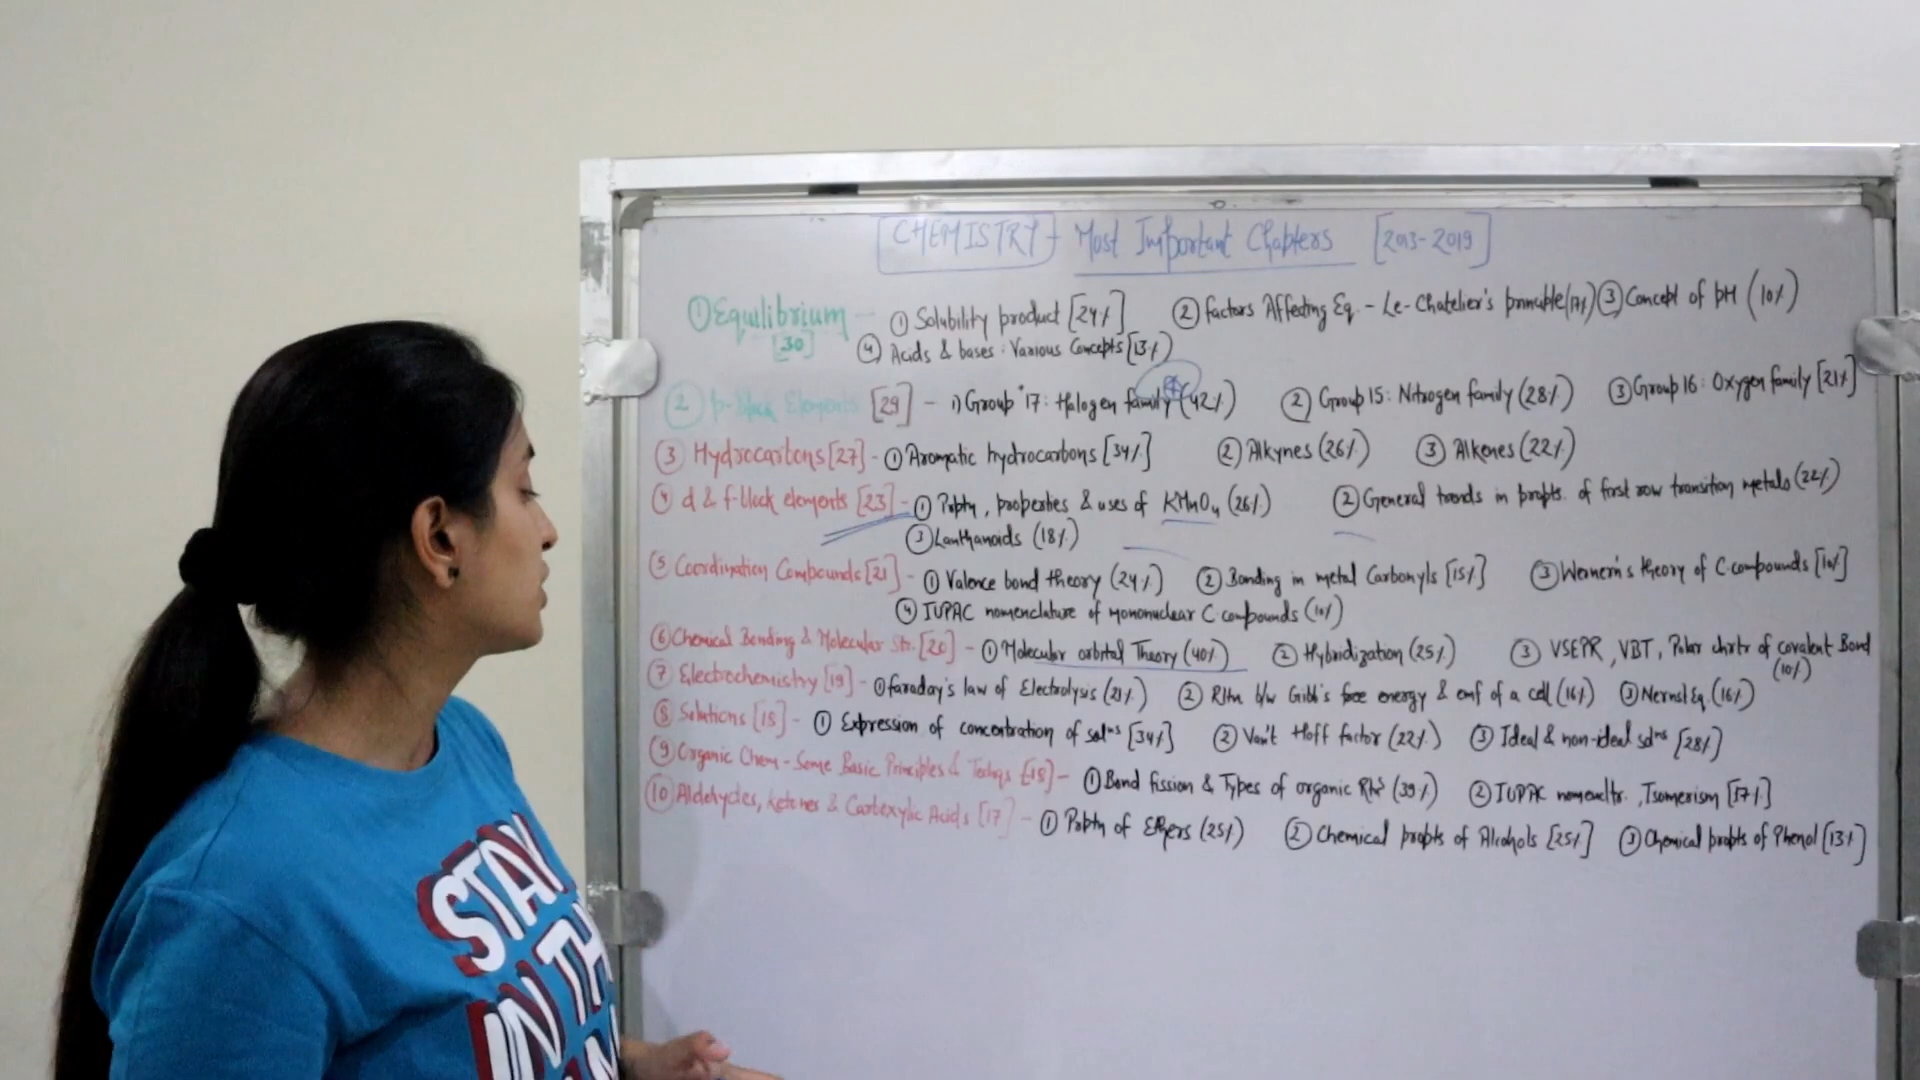 CHEMISTRY - Most Important Chapters [2013-2019]
① Equilibrium [30] - ① Solubility product [24%] ② factors Affecting Eq. - Le-Chatelier's principle (17%) ③ Concept of pH (10%)
④ Acids & bases: Various Concepts [13%]
② p-Block Elements [29] - 1) Group 17: Halogen family (42%) ② Group 15: Nitrogen family (28%) ③ Group 16: Oxygen family [21%]
③ Hydrocarbons [27] - ① Aromatic hydrocarbons [34%] ② Alkynes (26%) ③ Alkenes (22%)
④ d & f-block elements [23] - ① Prptn, properties & uses of KMnO₄ (26%) ② General trends in propts. of first row transition metals (22%)
③ Lanthanoids (18%)
⑤ Coordination Compounds [21] - ① Valence bond theory (24%) ② Bonding in metal Carbonyls [15%] ③ Werner's theory of C.compounds [10%]
④ IUPAC nomenclature of mononuclear C.compounds (10%)
⑥ Chemical Bonding & Molecular Str. [20] - ① Molecular orbital Theory (40%) ② Hybridization (25%) ③ VSEPR, VBT, Polar chrtr of covalent Bond (10%)
⑦ Electrochemistry [19] - ① faraday's law of Electrolysis (21%) ② Rltn b/w Gibb's free energy & emf of a cell (16%) ③ Nernst Eq. (16%)
⑧ Solutions [18] - ① Expression of concentration of solⁿˢ [34%] ② Van't Hoff factor (22%) ③ Ideal & non-ideal solⁿˢ [28%]
⑨ Organic Chem - Some Basic Principles & Techqs [18] - ① Bond fission & Types of organic (39%) ② IUPAC nomencltr., Isomerism [17%]
⑩ Aldehydes, Ketones & Carboxylic Acids [17] - ① Prptn of Ethers (25%) ② Chemical propts of Alcohols [25%] ③ Chemical propts of Phenol [13%]
STAY
IN TH